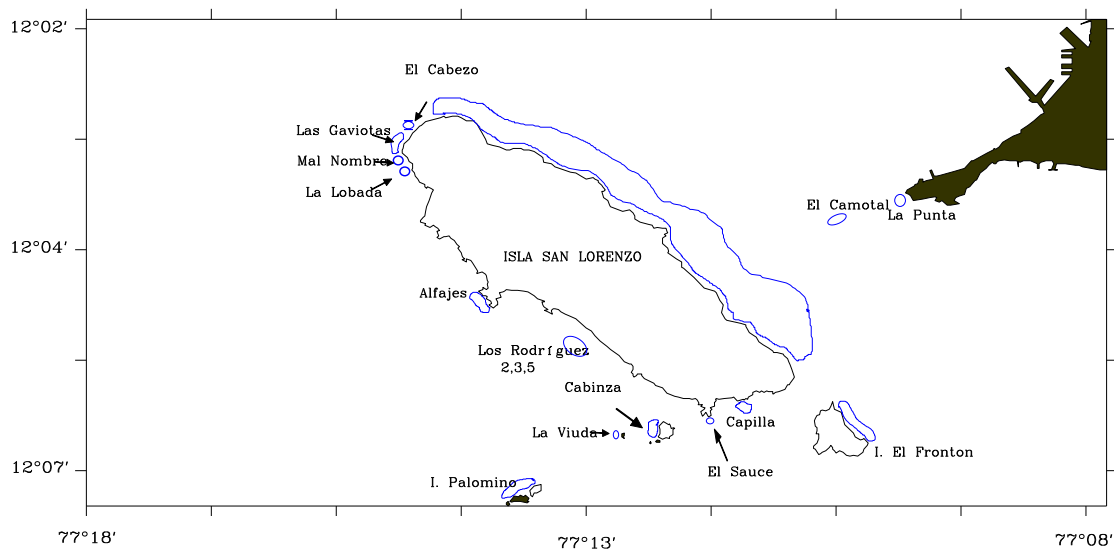 12°02′
El Cabezo
Las Gaviotas
Mal Nombre
La Lobada
El Camotal
La Punta
12°04′
ISLA SAN LORENZO
Alfajes
Los Rodríguez
2,3,5
Cabinza
La Viuda
Capilla
El Sauce
I. El Fronton
12°07′
I. Palomino
77°18′
77°13′
77°08′